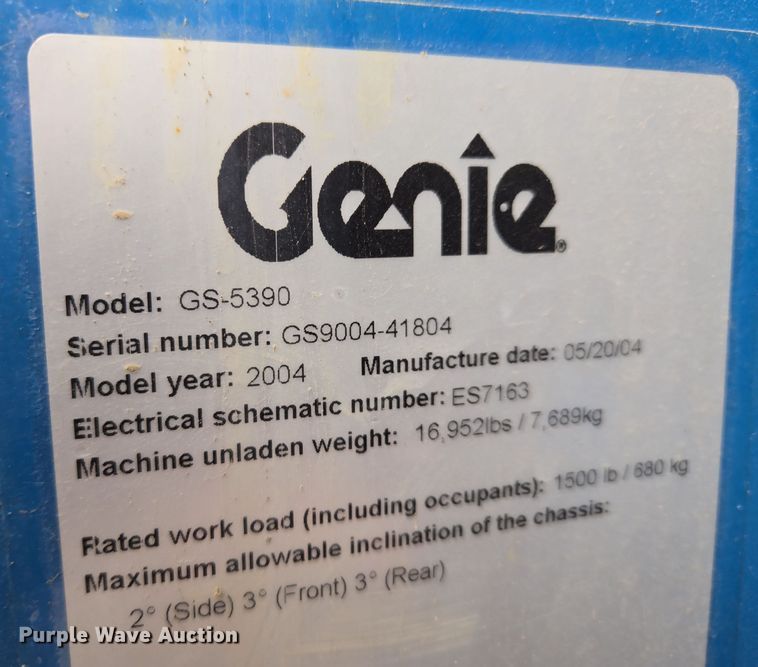 Genie®
Model: GS-5390
Serial number: GS9004-41804
Model year: 2004 Manufacture date: 05/20/04
Electrical schematic number: ES7163
Machine unladen weight: 16,952lbs / 7,689kg
Rated work load (including occupants): 1500 lb / 680 kg
Maximum allowable inclination of the chassis:
2° (Side) 3° (Front) 3° (Rear)
Purple Wave Auction